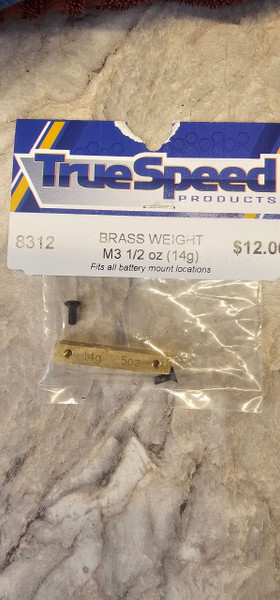 TrueSpeed
PRODUCTS
8312
BRASS WEIGHT
M3 1/2 oz (14g)
$12.00
Fits all battery mount locations
14g .5oz